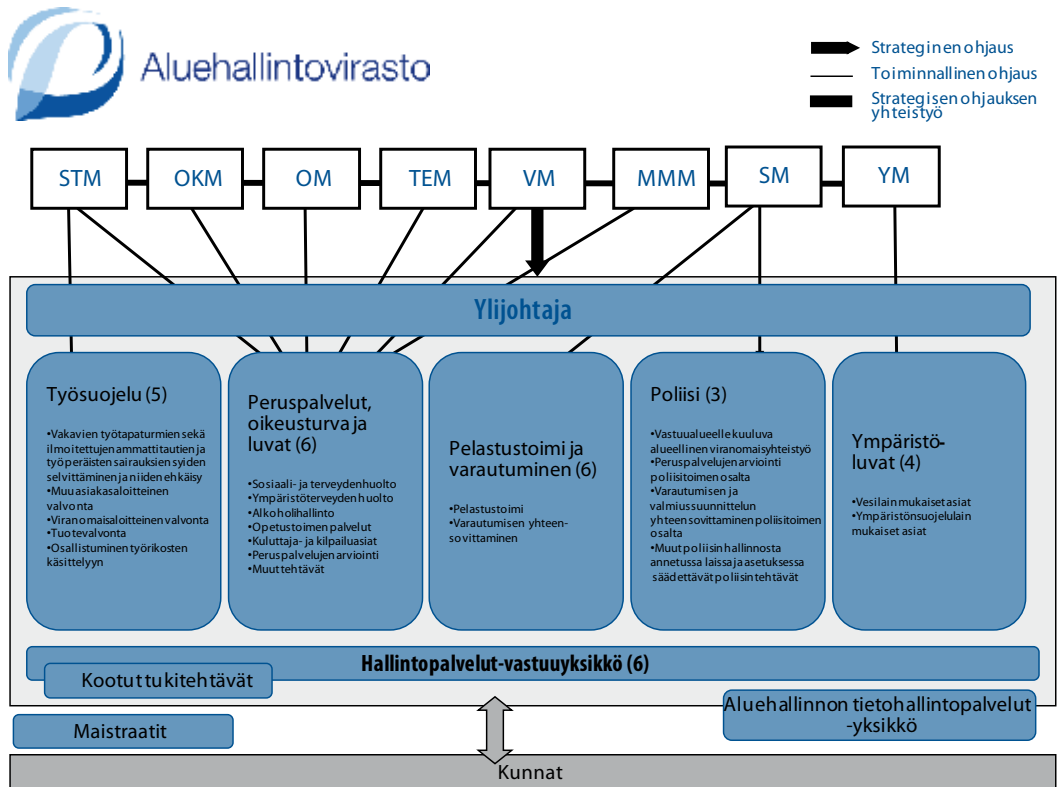 Aluehallintovirasto
Strateginen ohjaus
Toiminnallinen ohjaus
Strategisen ohjauksen
yhteistyö
STM
OKM
OM
TEM
VM
MMM
SM
YM
Ylijohtaja
Työsuojelu (5)
•Vakavien työtapaturmien sekä
ilmoitettujen ammattitautien ja
työperäisten sairauksien syiden
selvittäminen ja niiden ehkäisy
•Muu asiakasaloitteinen
valvonta
•Viranomaisaloitteinen valvonta
•Tuotevalvonta
•Osallistuminen työrikosten
käsittelyyn
Peruspalvelut,
oikeusturva ja
luvat (6)
•Sosiaali- ja terveydenhuolto
•Ympäristöterveydenhuolto
•Alkoholihallinto
•Opetustoimen palvelut
•Kuluttaja- ja kilpailuasiat
•Peruspalvelujen arviointi
•Muut tehtävät
Pelastustoimi ja
varautuminen (6)
•Pelastustoimi
•Varautumisen yhteen-
sovittaminen
Poliisi (3)
•Vastuualueelle kuuluva
alueellinen viranomaisyhteistyö
•Peruspalvelujen arviointi
poliisitoimen osalta
•Varautumisen ja
valmiussuunnittelun
yhteensovittaminen poliisitoimen
osalta
•Muut poliisin hallinnosta
annetussa laissa ja asetuksessa
säädettävät poliisin tehtävät
Ympäristö-
luvat (4)
•Vesilain mukaiset asiat
•Ympäristönsuojelulain
mukaiset asiat
Hallintopalvelut-vastuuyksikkö (6)
Kootut tukitehtävät
Maistraatit
Aluehallinnon tietohallintopalvelut
-yksikkö
Kunnat